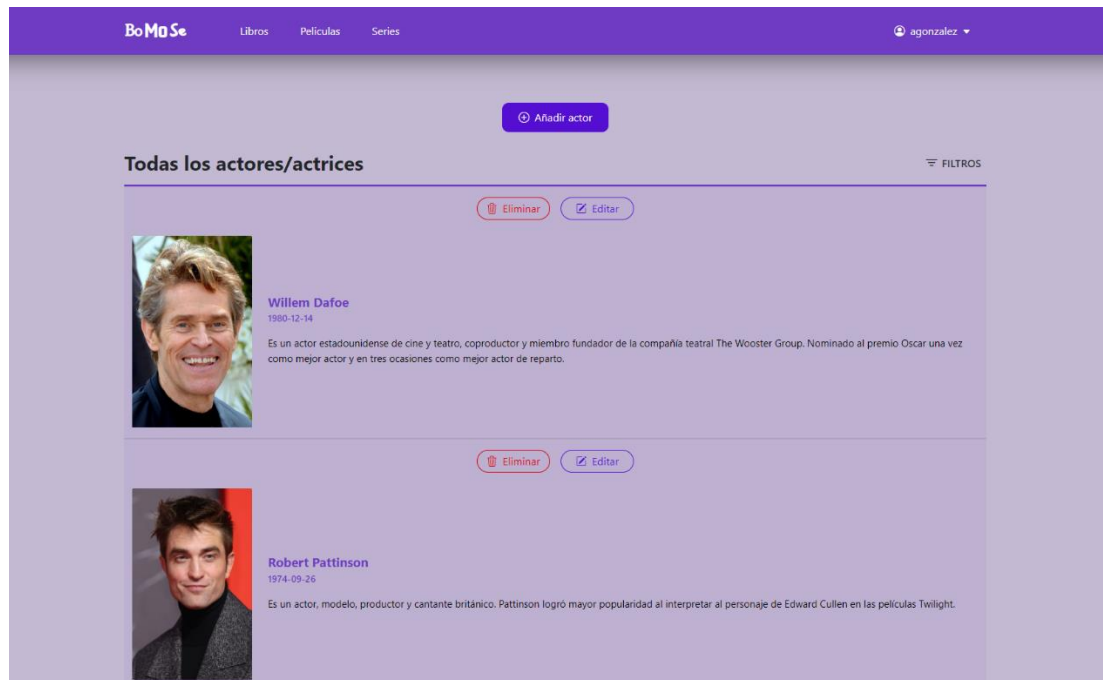 BoMoSe Libros Películas Series agonzalez
Añadir actor
Todas los actores/actrices FILTROS
Eliminar Editar
Willem Dafoe
1980-12-14
Es un actor estadounidense de cine y teatro, coproductor y miembro fundador de la compañía teatral The Wooster Group. Nominado al premio Oscar una vez
como mejor actor y en tres ocasiones como mejor actor de reparto.
Eliminar Editar
Robert Pattinson
1974-09-26
Es un actor, modelo, productor y cantante británico. Pattinson logró mayor popularidad al interpretar al personaje de Edward Cullen en las películas Twilight.